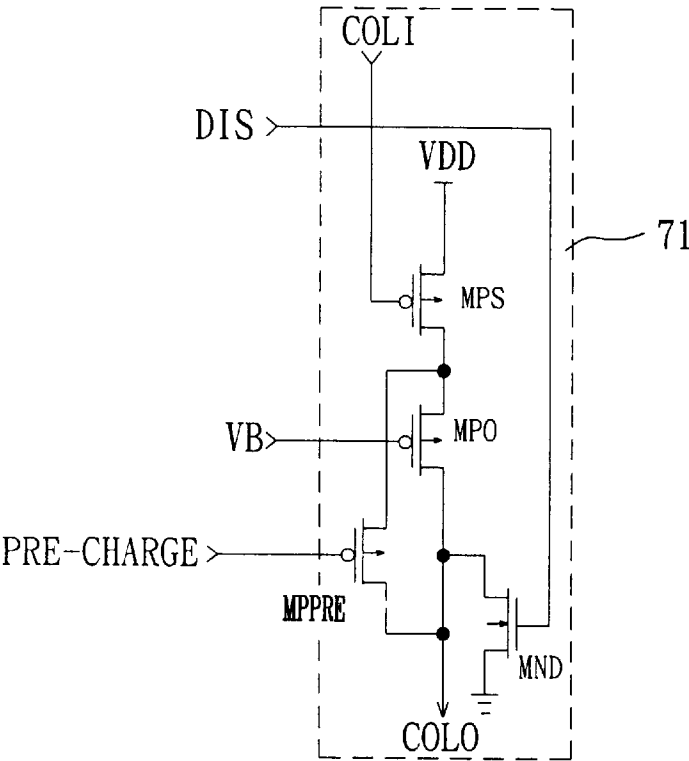 COLI
DIS
VDD
71
MPS
VB
MPO
PRE-CHARGE
MPPRE
MND
COLO